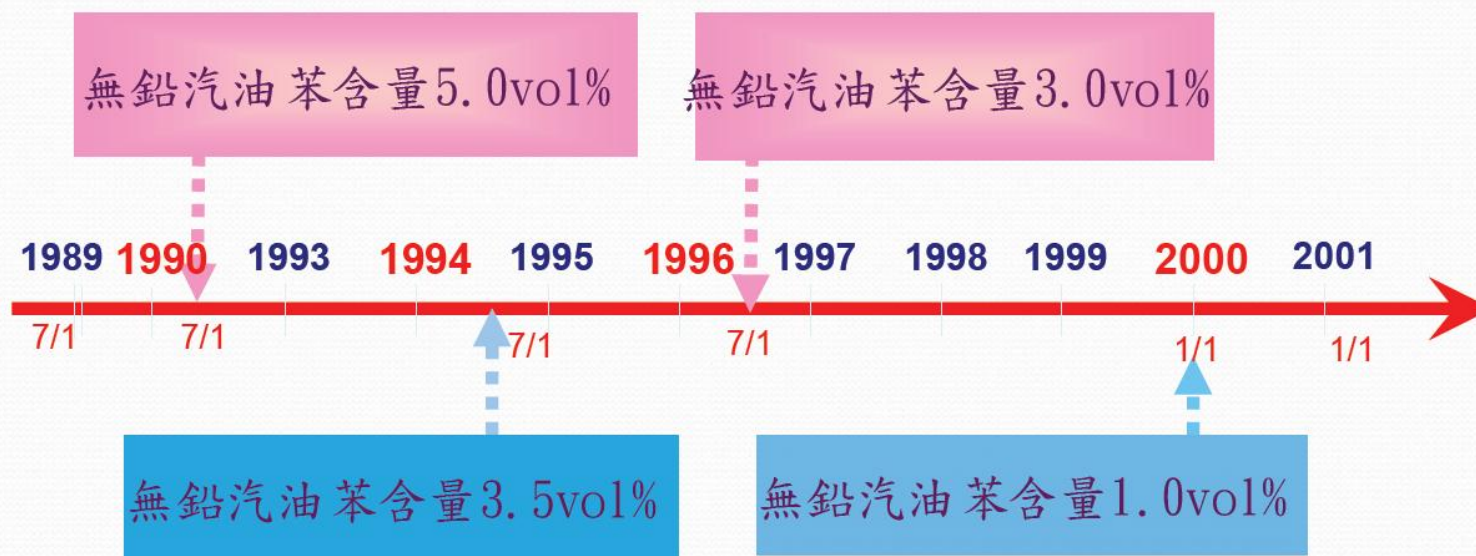 無鉛汽油苯含量5.0vol%
無鉛汽油苯含量3.0vol%
1989 1990 1993 1994 1995 1996 1997 1998 1999 2000 2001
7/1 7/1 7/1 7/1 1/1 1/1
無鉛汽油苯含量3.5vol%
無鉛汽油苯含量1.0vol%